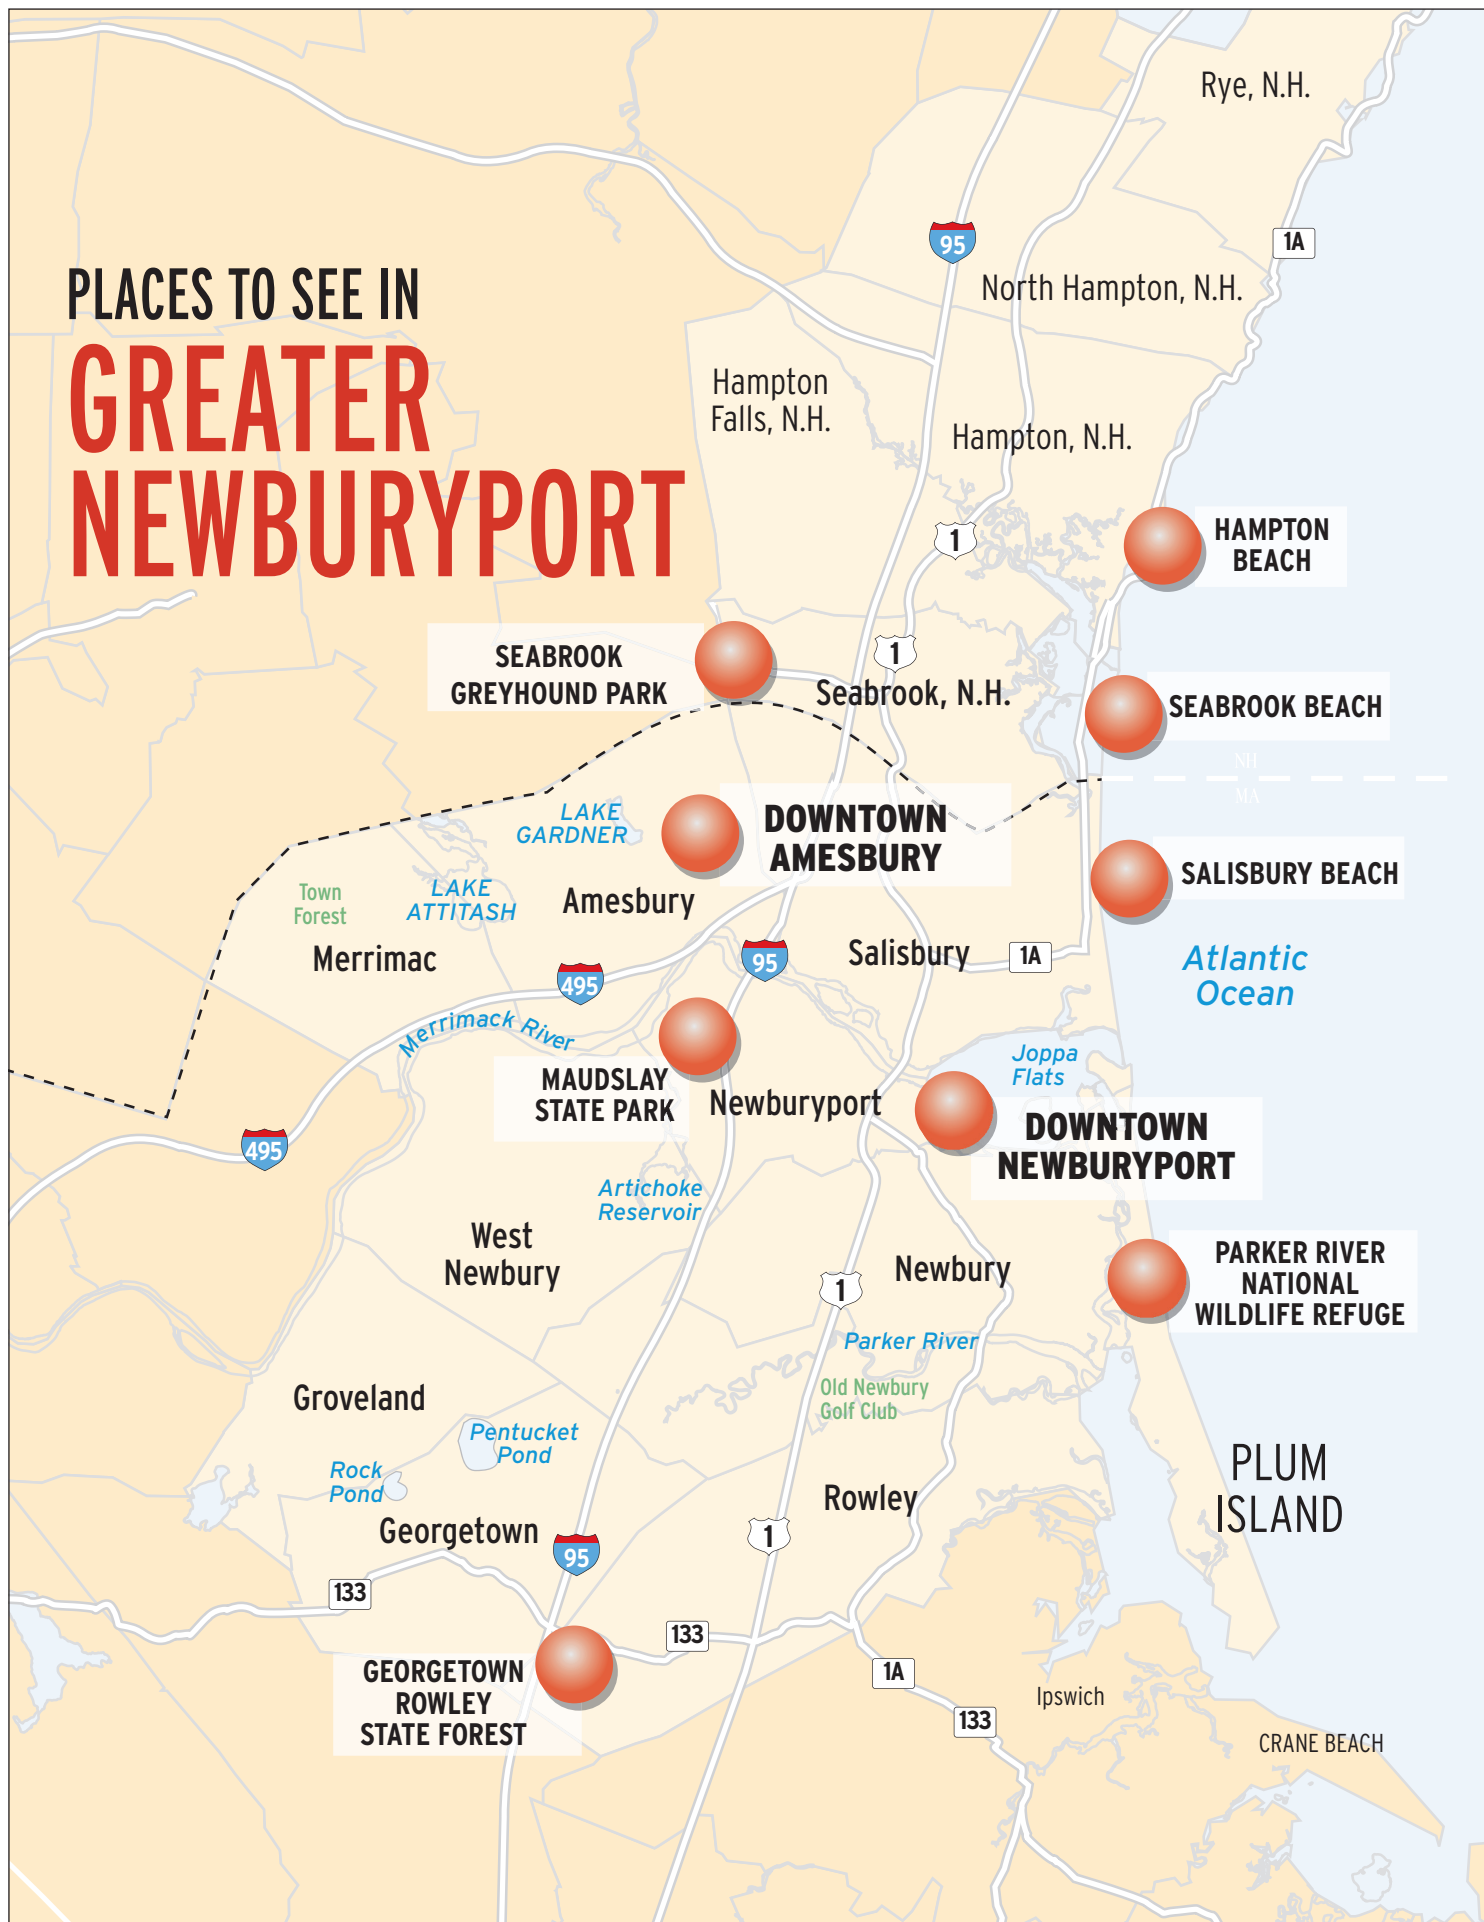 Rye, N.H.
95
1A
PLACES TO SEE IN
GREATER
NEWBURYPORT
North Hampton, N.H.
Hampton
Falls, N.H.
Hampton, N.H.
1
HAMPTON
BEACH
SEABROOK
GREYHOUND PARK
1
Seabrook, N.H.
SEABROOK BEACH
NH
MA
LAKE
GARDNER
DOWNTOWN
AMESBURY
SALISBURY BEACH
Town
Forest
LAKE
ATTITASH
Amesbury
Merrimac
495
95
Salisbury
1A
Atlantic
Ocean
Merrimack River
Joppa
Flats
MAUDSLAY
STATE PARK
Newburyport
DOWNTOWN
NEWBURYPORT
495
Artichoke
Reservoir
West
Newbury
Newbury
1
PARKER RIVER
NATIONAL
WILDLIFE REFUGE
Parker River
Old Newbury
Golf Club
Groveland
Pentucket
Pond
Rock
Pond
PLUM
ISLAND
Rowley
Georgetown
95
1
133
133
GEORGETOWN
ROWLEY
STATE FOREST
1A
133
Ipswich
CRANE BEACH